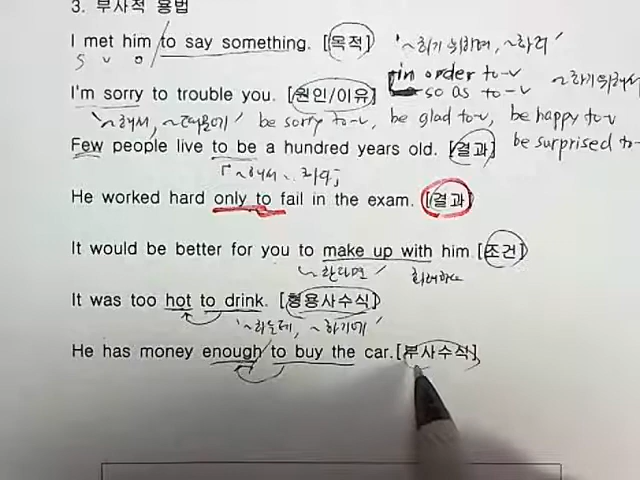 3. 부사적 용법
I met him to say something. [목적] '~하기 위하여, ~하러'
S v o
in order to-v ~하기위해서
so as to-v
I'm sorry to trouble you. [원인/이유]
'~해서, ~때문에' be sorry to-v, be glad to-v, be happy to-v
be surprised to-
Few people live to be a hundred years old. [결과]
He worked hard only to fail in the exam. [결과]
It would be better for you to make up with him [조건]
~한다면 화해하다
It was too hot to drink. [형용사수식]
'~하는데, ~하기에'
He has money enough to buy the car.[부사수식]